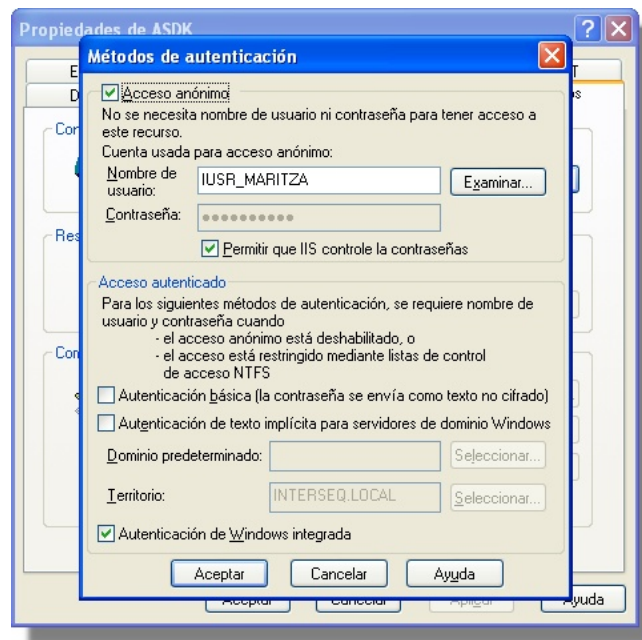 Propiedades de ASDK
Métodos de autenticación
Acceso anónimo
No se necesita nombre de usuario ni contraseña para tener acceso a
este recurso.
Cuenta usada para acceso anónimo:
Nombre de
usuario:
IUSR_MARITZA
Examinar...
Contraseña:
●●●●●●●●●●
Permitir que IIS controle la contraseñas
Acceso autenticado
Para los siguientes métodos de autenticación, se requiere nombre de
usuario y contraseña cuando
- el acceso anónimo está deshabilitado, o
- el acceso está restringido mediante listas de control
de acceso NTFS
Autenticación básica (la contraseña se envía como texto no cifrado)
Autenticación de texto implícita para servidores de dominio Windows
Dominio predeterminado:
Seleccionar...
Territorio:
INTERSEQ.LOCAL
Seleccionar...
Autenticación de Windows integrada
Aceptar
Cancelar
Ayuda
Aceptar
Cancelar
Aplicar
Ayuda